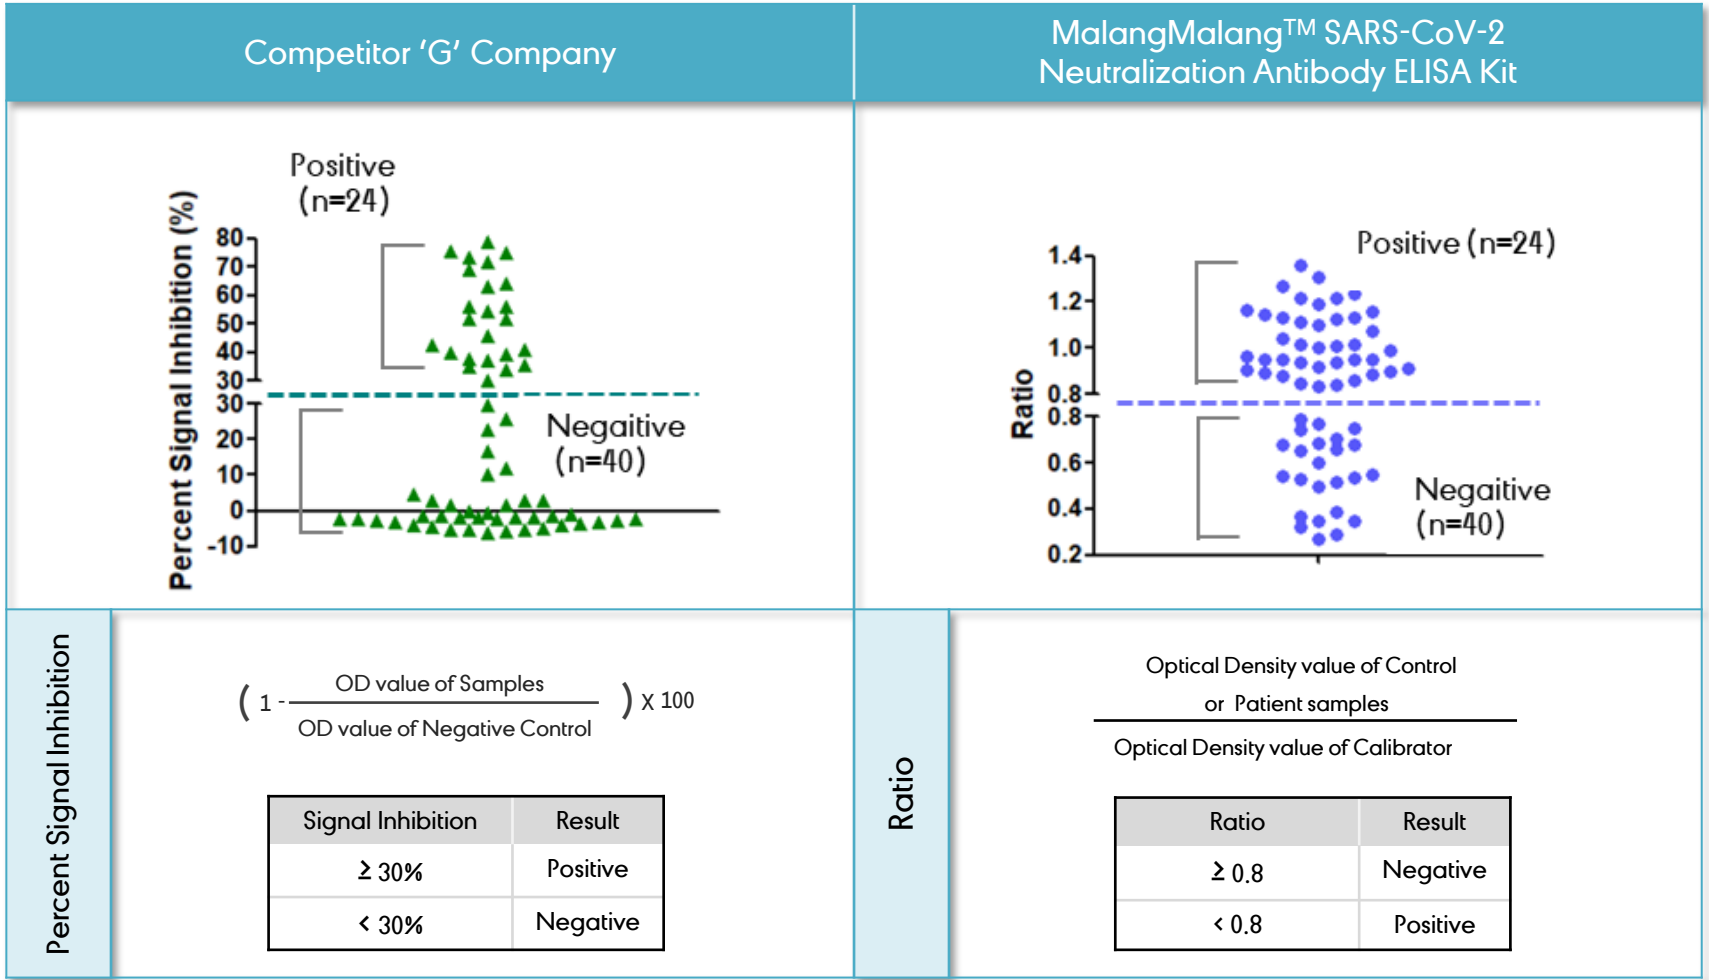 Competitor ‘G’ Company
MalangMalang™ SARS-CoV-2
Neutralization Antibody ELISA Kit
Positive
(n=24)
Percent Signal Inhibition (%)
80
70
60
50
40
30
30
20
10
0
-10
Negaitive
(n=40)
Positive (n=24)
Ratio
1.4
1.2
1.0
0.8
0.8
0.6
0.4
0.2
Negaitive
(n=40)
Percent Signal Inhibition
( 1 - OD value of Samples
OD value of Negative Control ) X 100
Signal Inhibition Result
≥ 30% Positive
< 30% Negative
Ratio
Optical Density value of Control
or Patient samples
Optical Density value of Calibrator
Ratio Result
≥ 0.8 Negative
< 0.8 Positive